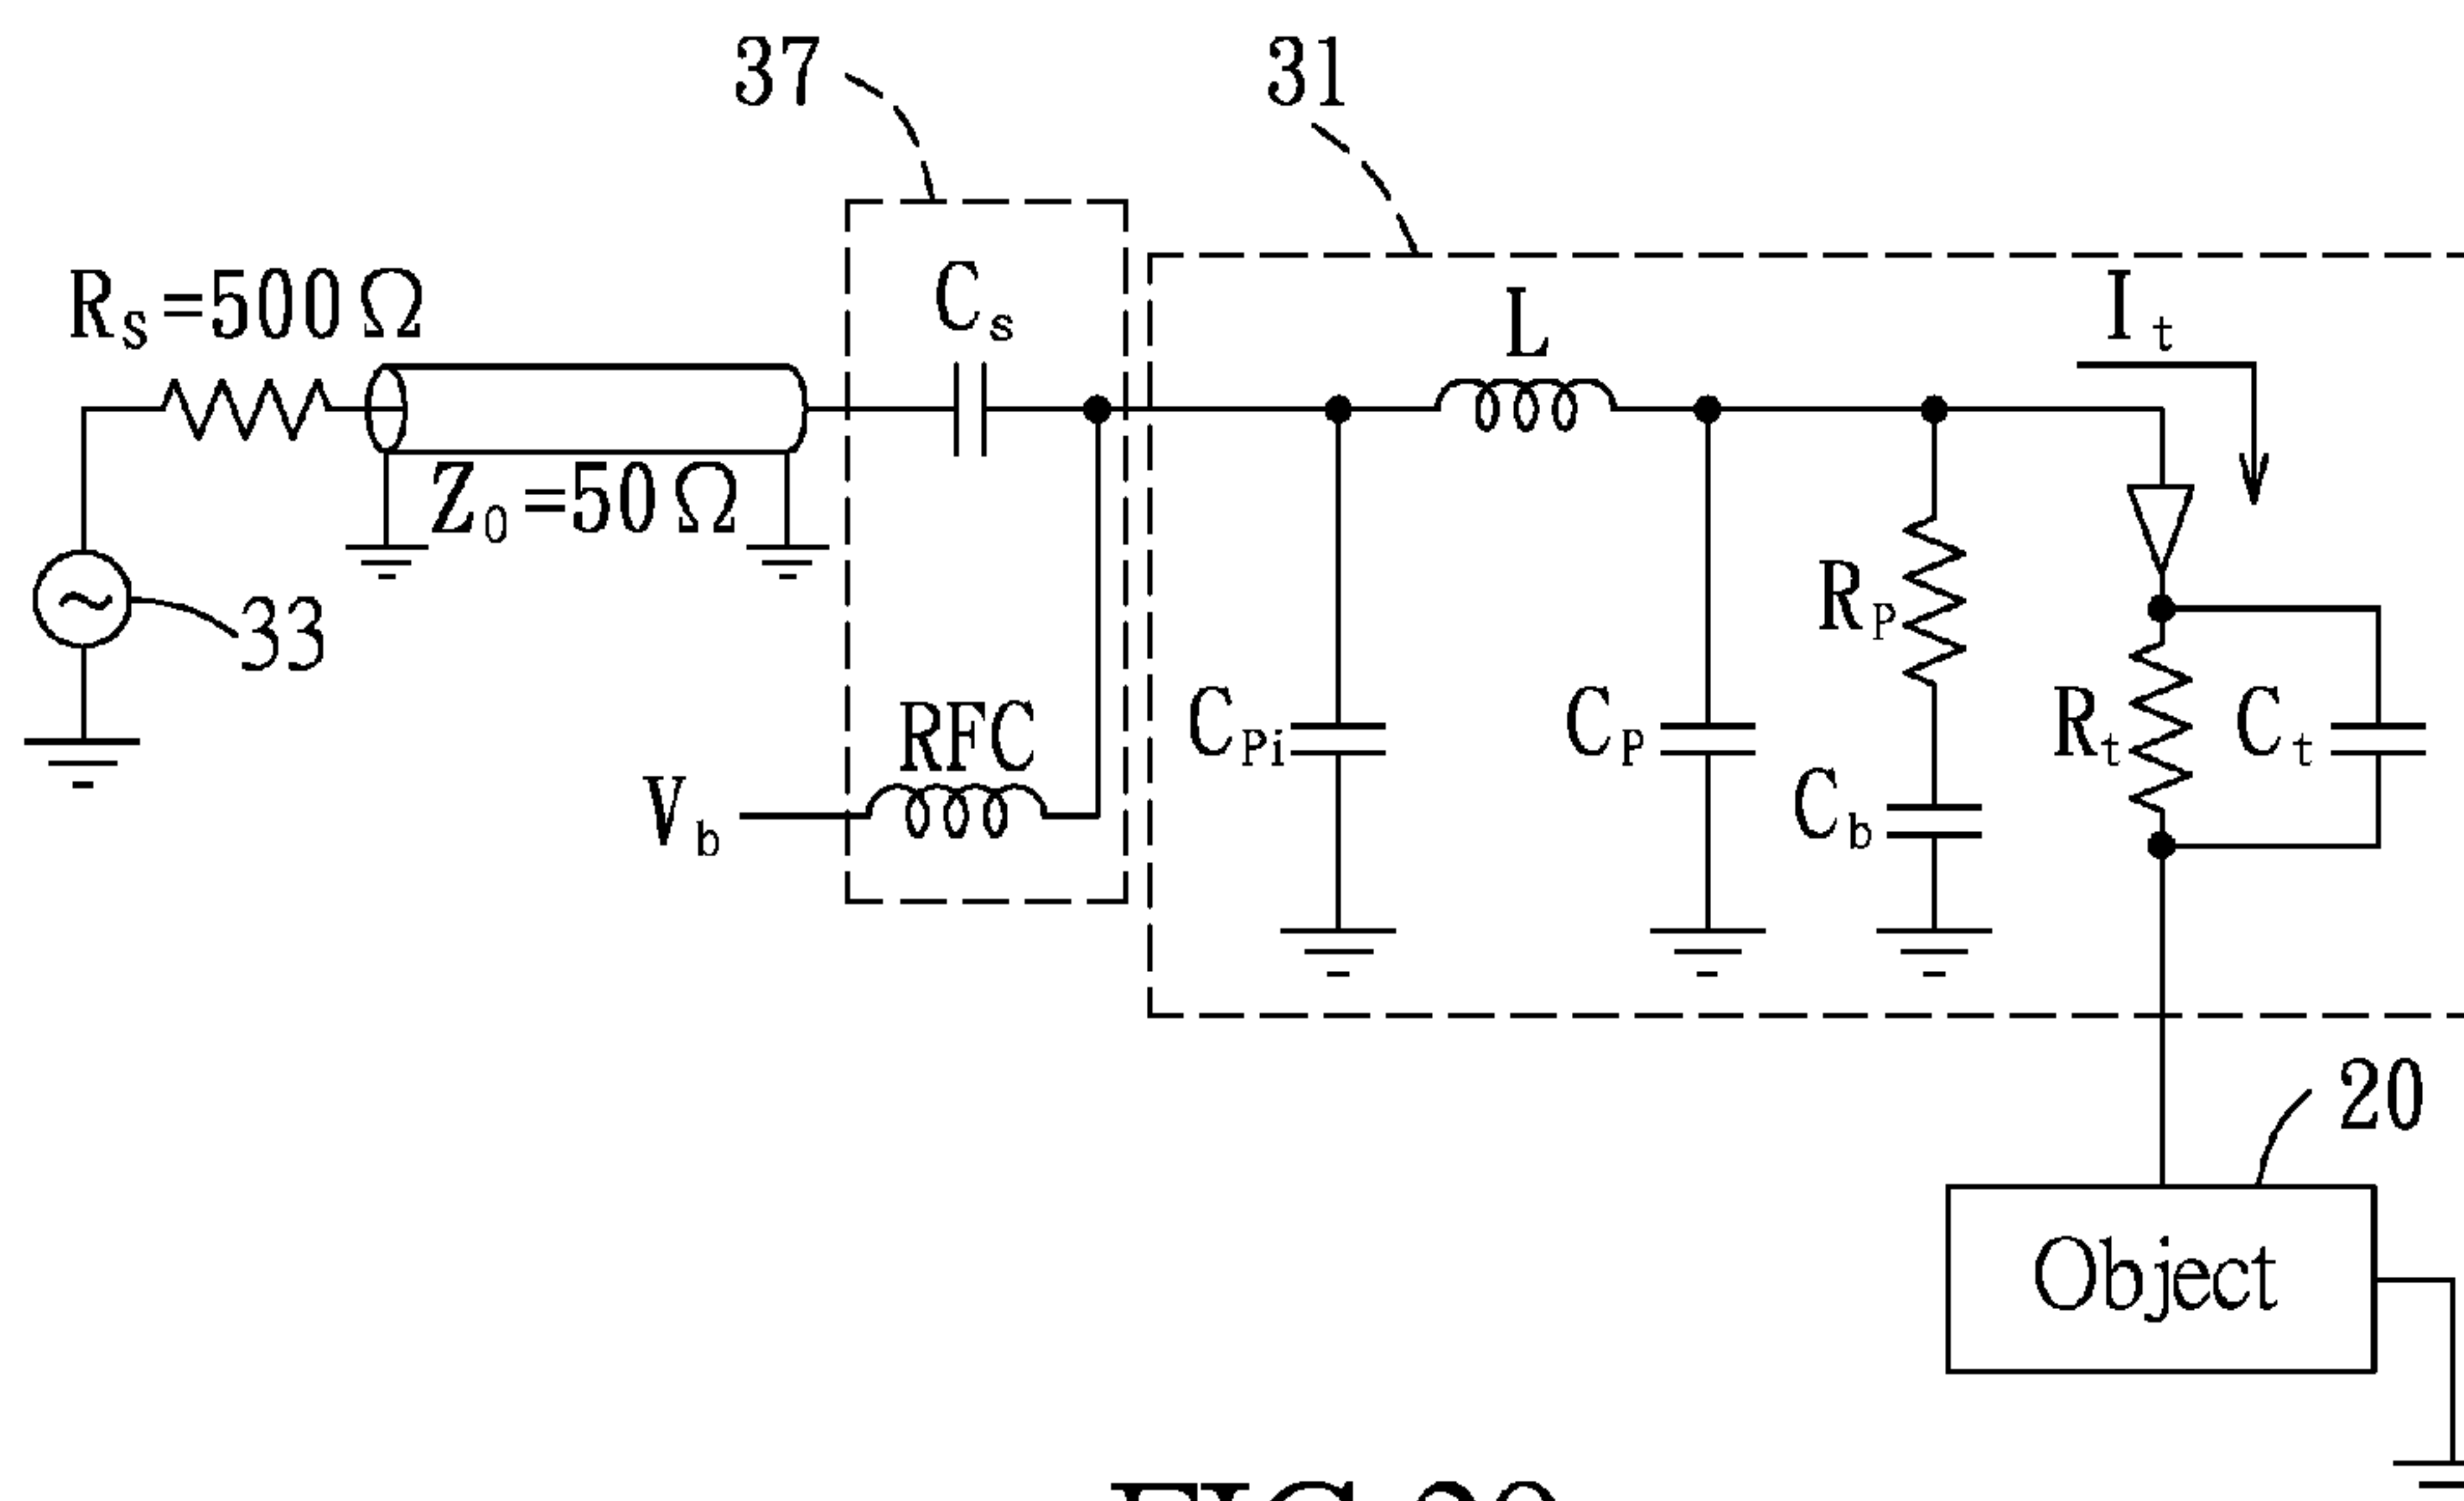 37
31
Rs=500Ω
Cs
L
It
Z0=50Ω
33
RFC
Vb
CPi
CP
RP
Cb
Rt
Ct
20
Object